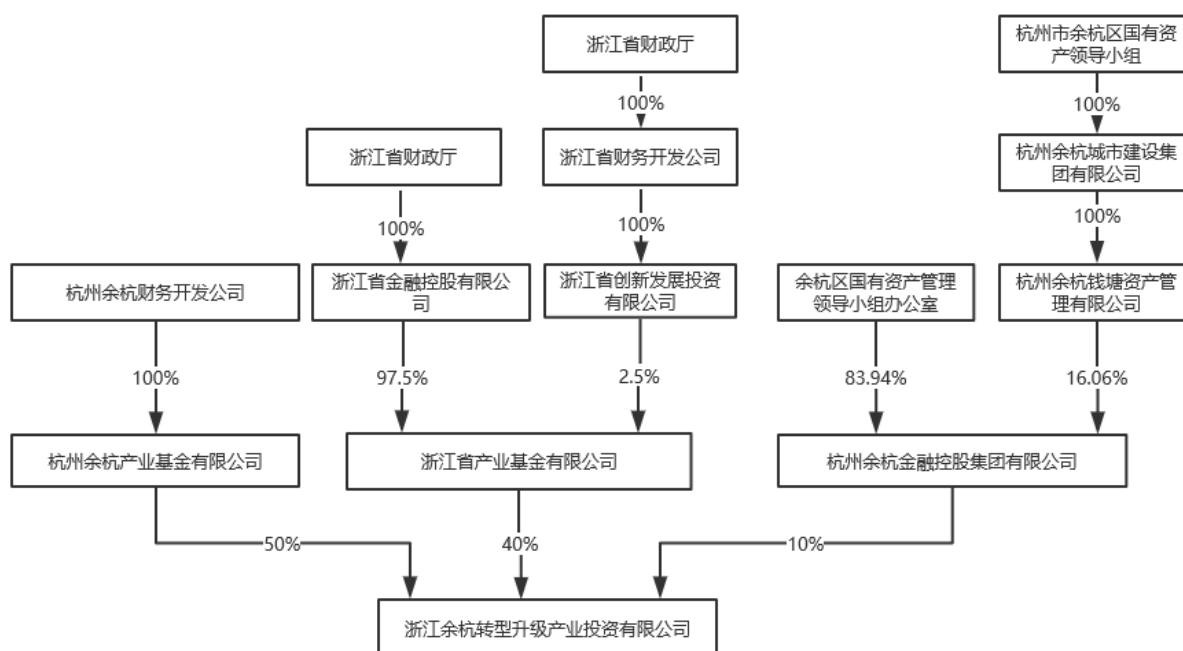 浙江省财政厅
杭州市余杭区国有资
产领导小组
100%
100%
浙江省财政厅
浙江省财务开发公司
杭州余杭城市建设集
团有限公司
100%
100%
100%
杭州余杭财务开发公司
浙江省金融控股有限公
司
浙江省创新发展投资
有限公司
余杭区国有资产管理
领导小组办公室
杭州余杭钱塘资产管
理有限公司
100%
97.5%
2.5%
83.94%
16.06%
杭州余杭产业基金有限公司
浙江省产业基金有限公司
杭州余杭金融控股集团有限公司
50%
40%
10%
浙江余杭转型升级产业投资有限公司